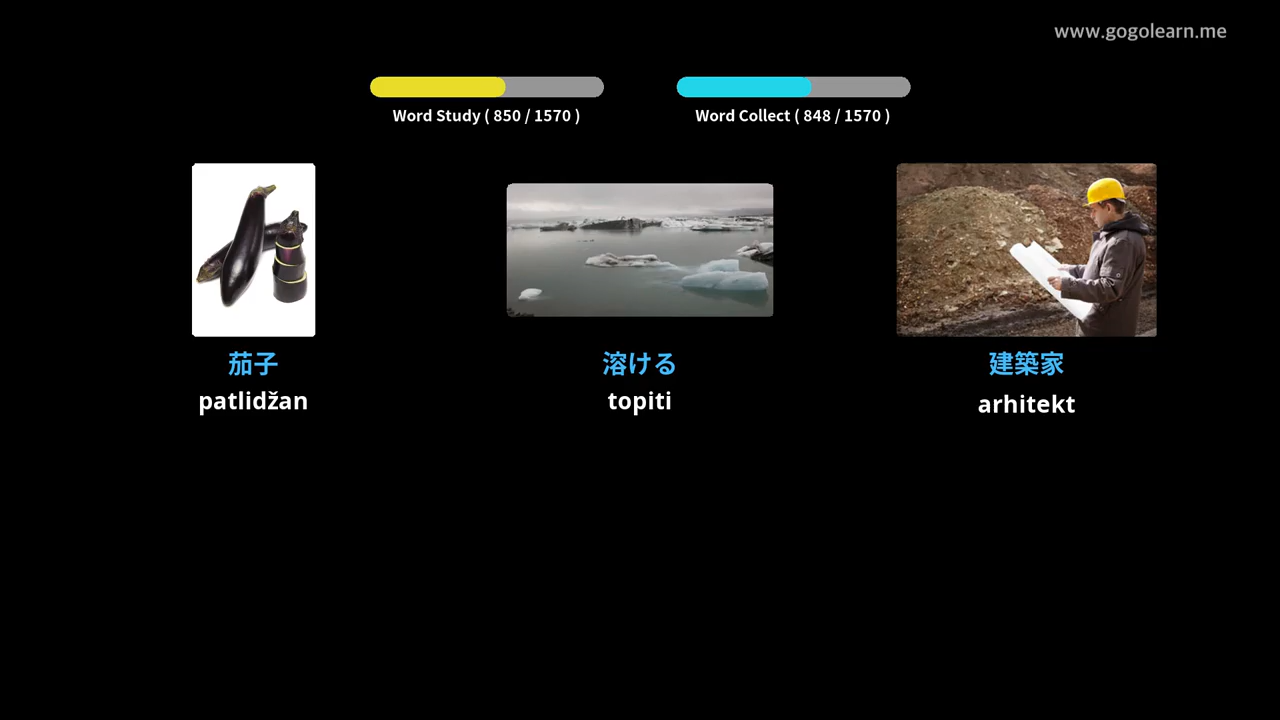 www.gogolearn.me
Word Study ( 850 / 1570 )
Word Collect ( 848 / 1570 )
茄子
patlidžan
溶ける
topiti
建築家
arhitekt